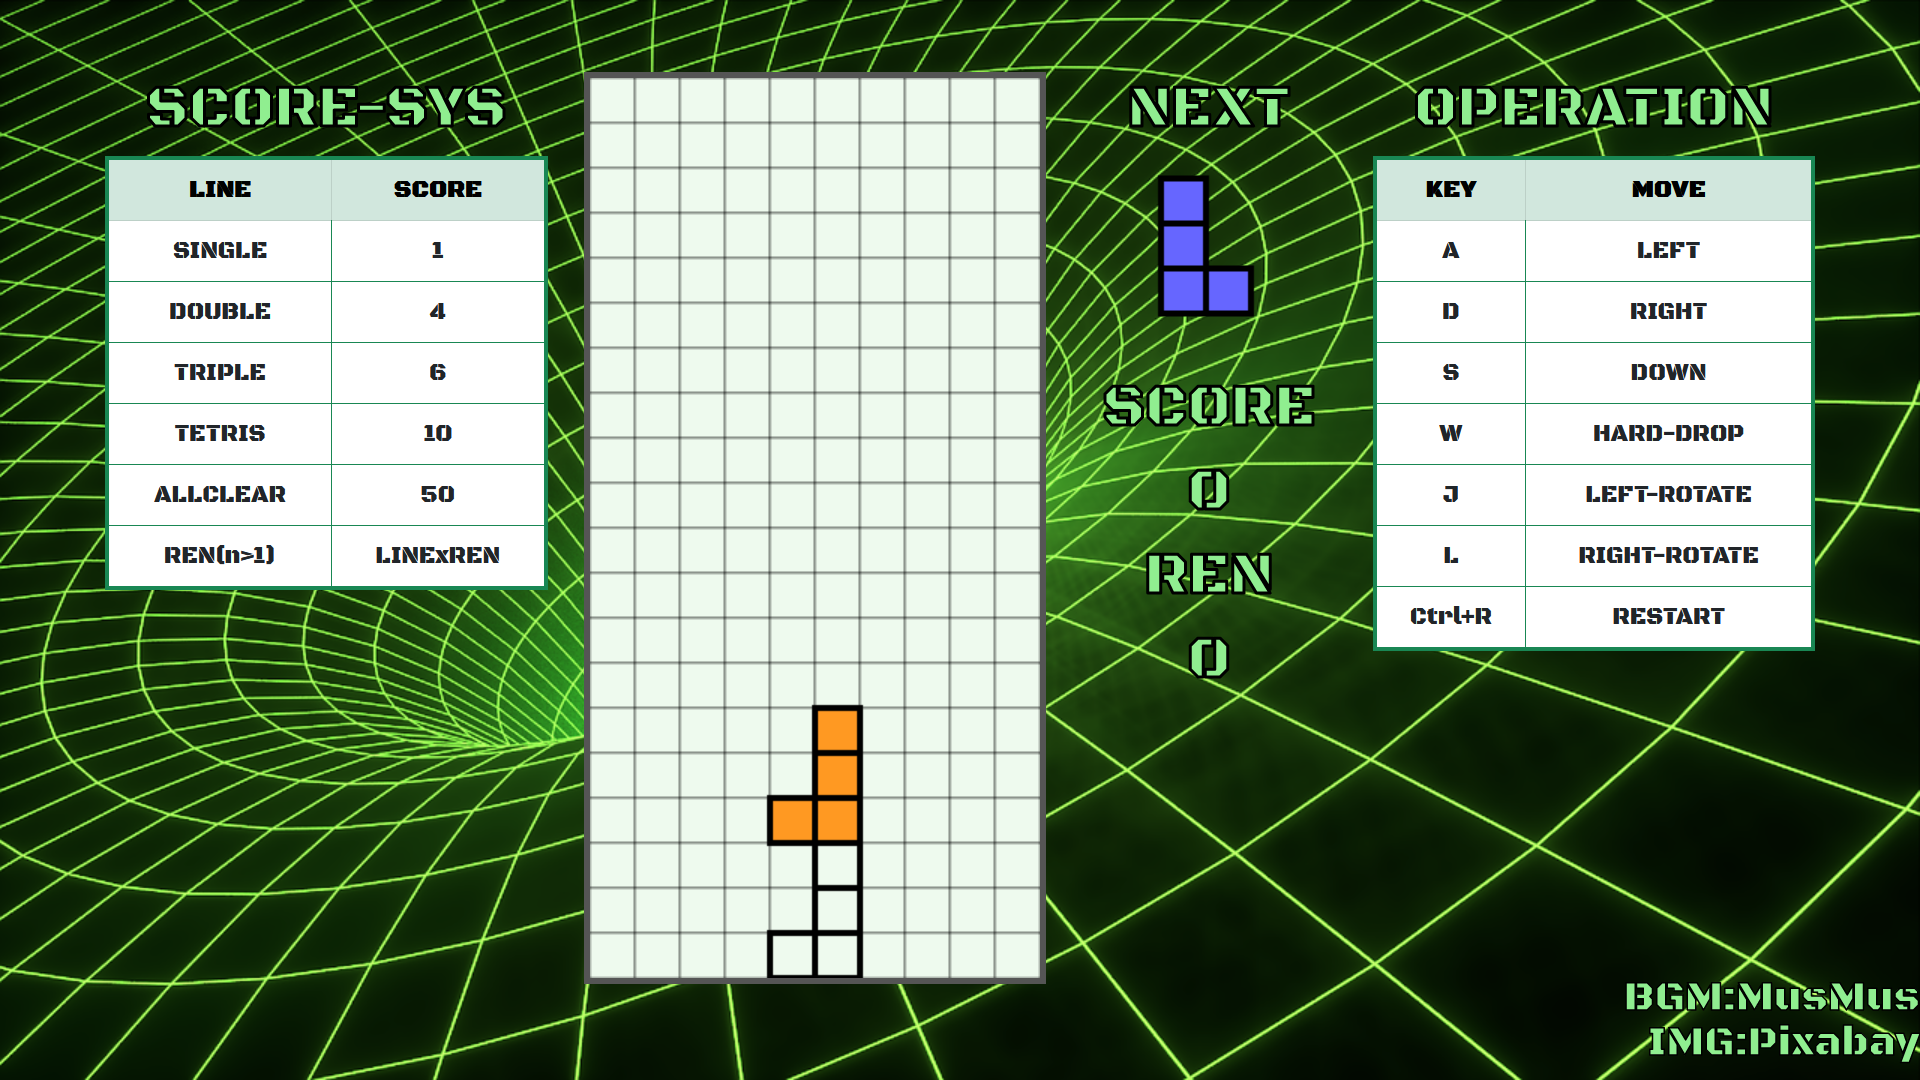 SCORE-SYS
LINE SCORE
SINGLE 1
DOUBLE 4
TRIPLE 6
TETRIS 10
ALLCLEAR 50
REN(n>1) LINExREN
NEXT
SCORE
0
REN
0
OPERATION
KEY MOVE
A LEFT
D RIGHT
S DOWN
W HARD-DROP
J LEFT-ROTATE
L RIGHT-ROTATE
Ctrl+R RESTART
BGM:MusMus
IMG:Pixabay